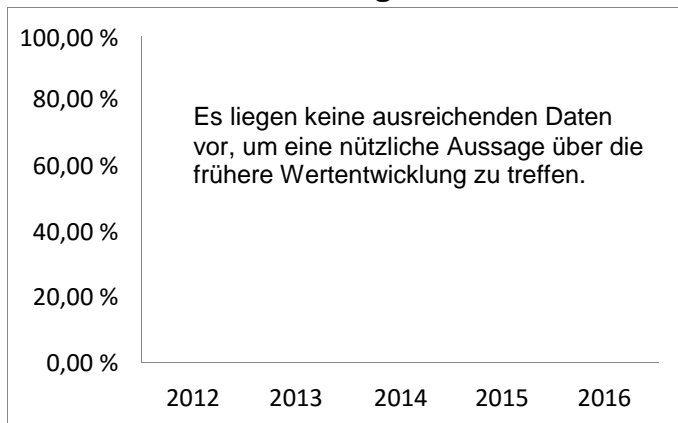 100,00 %
80,00 %
Es liegen keine ausreichenden Daten
vor, um eine nützliche Aussage über die
frühere Wertentwicklung zu treffen.
60,00 %
40,00 %
20,00 %
0,00 %
2012 2013 2014 2015 2016